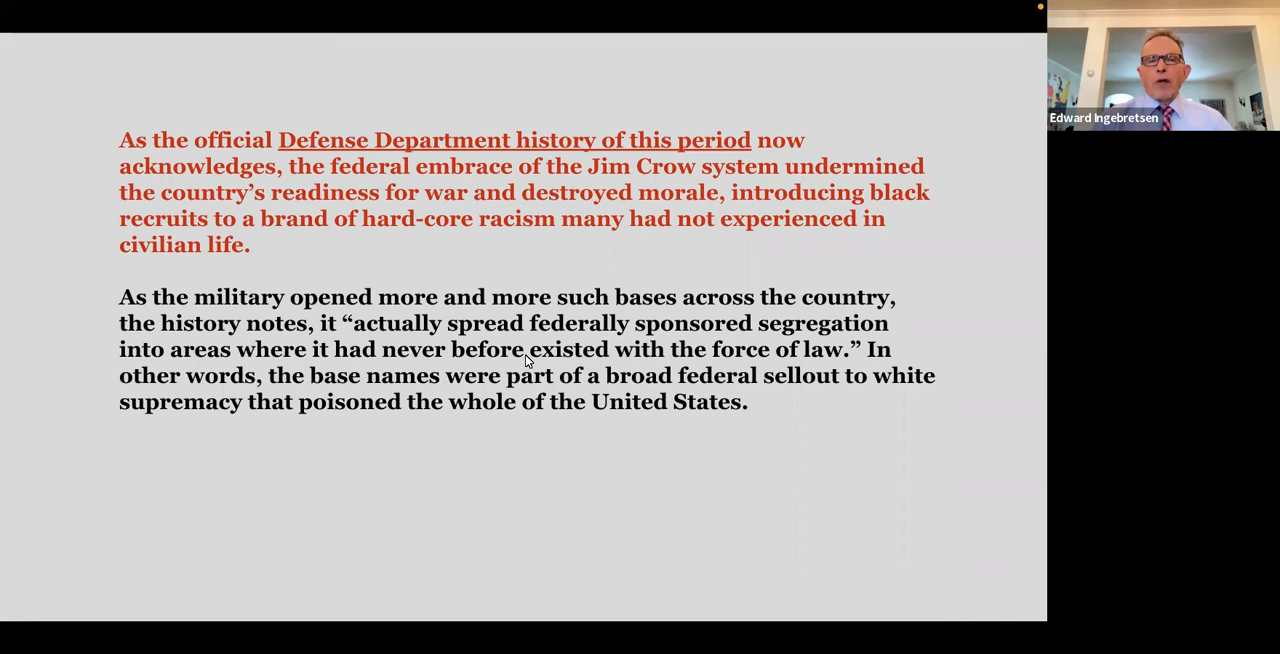 As the official Defense Department history of this period now
acknowledges, the federal embrace of the Jim Crow system undermined
the country’s readiness for war and destroyed morale, introducing black
recruits to a brand of hard-core racism many had not experienced in
civilian life.
As the military opened more and more such bases across the country,
the history notes, it “actually spread federally sponsored segregation
into areas where it had never before existed with the force of law.” In
other words, the base names were part of a broad federal sellout to white
supremacy that poisoned the whole of the United States.
Edward Ingebretsen